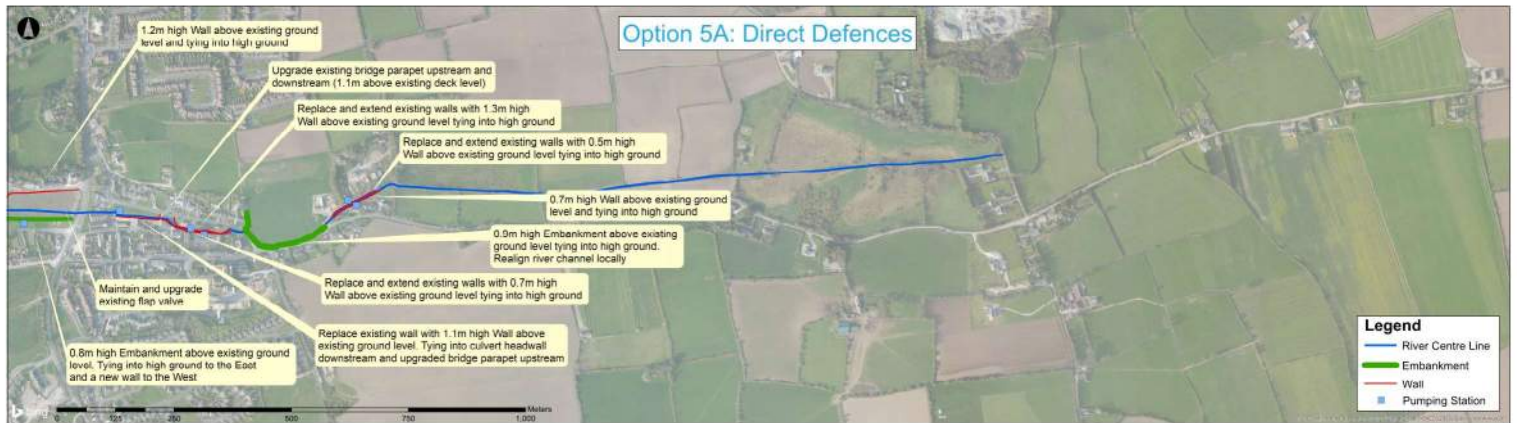 Option 5A: Direct Defences
1.2m high Wall above existing ground
level and tying into high ground
Upgrade existing bridge parapet upstream and
downstream (1.1m above existing deck level)
Replace and extend existing walls with 1.3m high
Wall above existing ground level tying into high ground
Replace and extend existing walls with 0.5m high
Wall above existing ground level tying into high ground
0.7m high Wall above existing ground
level and tying into high ground
0.9m high Embankment above existing
ground level tying into high ground.
Realign river channel locally
Maintain and upgrade
existing flap valve
Replace and extend existing walls with 0.7m high
Wall above existing ground level tying into high ground
Replace existing wall with 1.1m high Wall above
existing ground level. Tying into culvert headwall
downstream and upgraded bridge parapet upstream
0.8m high Embankment above existing ground
level. Tying into high ground to the East
and a new wall to the West
Legend
River Centre Line
Embankment
Wall
Pumping Station
bing
0 125 250 500 750 1,000 Meters